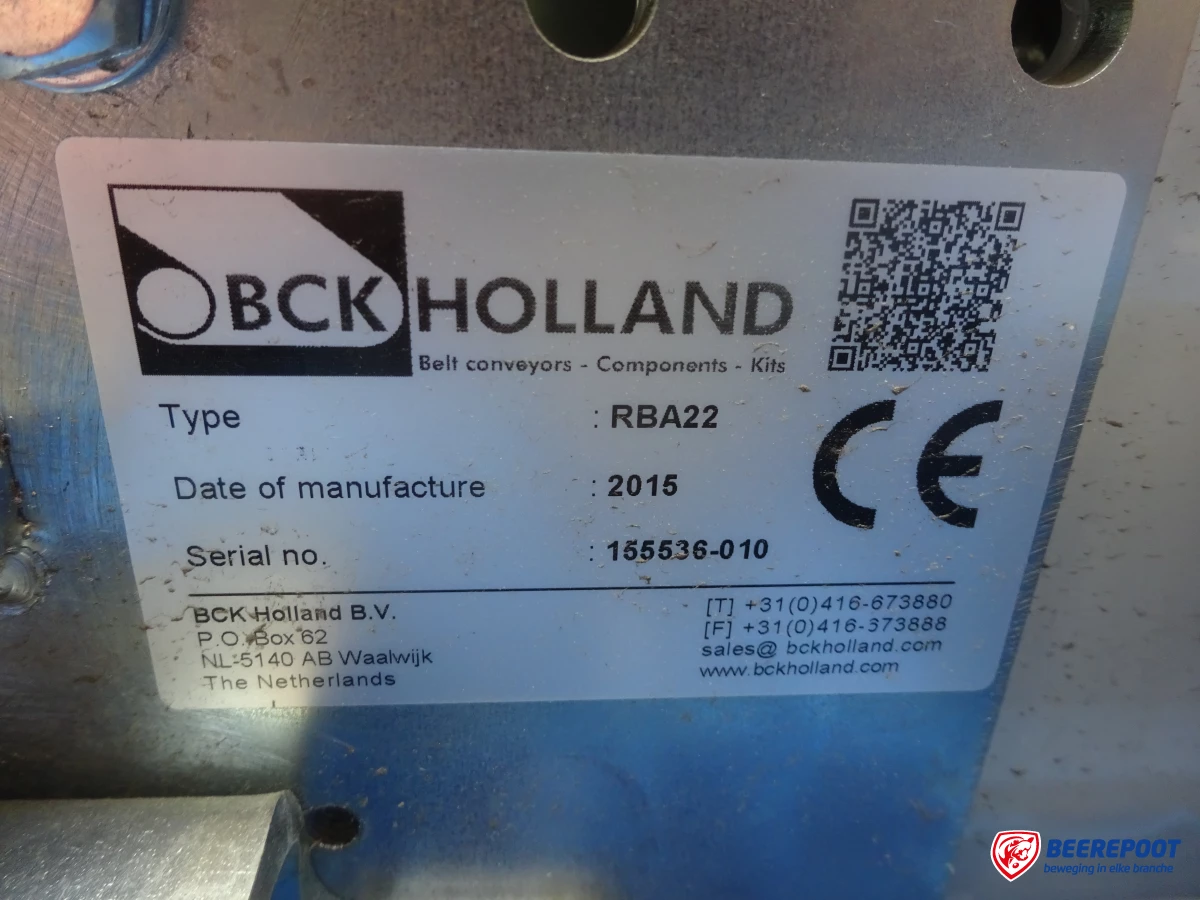 BCK HOLLAND
Belt conveyors - Components - Kits
Type : RBA22
Date of manufacture : 2015
Serial no. : 155536-010
BCK Holland B.V.
P.O. Box 62
NL-5140 AB Waalwijk
The Netherlands
[T] +31(0)416-673880
[F] +31(0)416-373888
sales@ bckholland.com
www.bckholland.com
CE
BEEREPOOT
beweging in elke branche